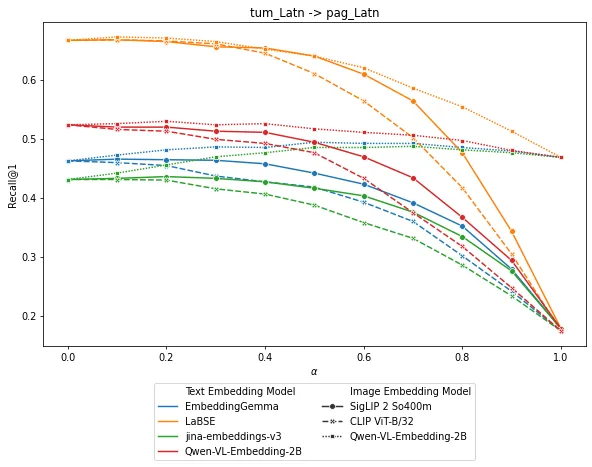 tum_Latn -> pag_Latn
Recall@1
0.6
0.5
0.4
0.3
0.2
0.0 0.2 0.4 0.6 0.8 1.0
α
Text Embedding Model Image Embedding Model
EmbeddingGemma SigLIP 2 So400m
LaBSE CLIP ViT-B/32
jina-embeddings-v3 Qwen-VL-Embedding-2B
Qwen-VL-Embedding-2B